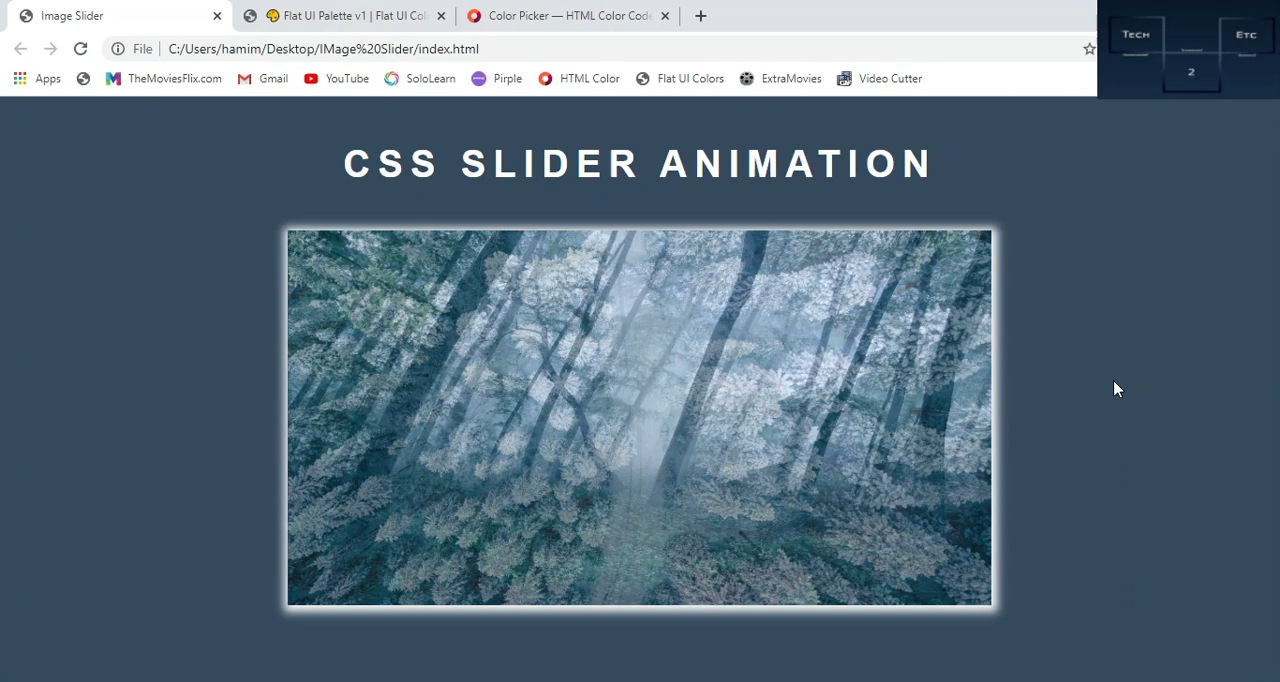 Image Slider
Flat UI Palette v1 | Flat UI Col
Color Picker — HTML Color Code
File
C:/Users/hamim/Desktop/IMage%20Slider/index.html
Apps
TheMoviesFlix.com
Gmail
YouTube
SoloLearn
Pirple
HTML Color
Flat UI Colors
ExtraMovies
Video Cutter
Tech
2
Etc
CSS SLIDER ANIMATION